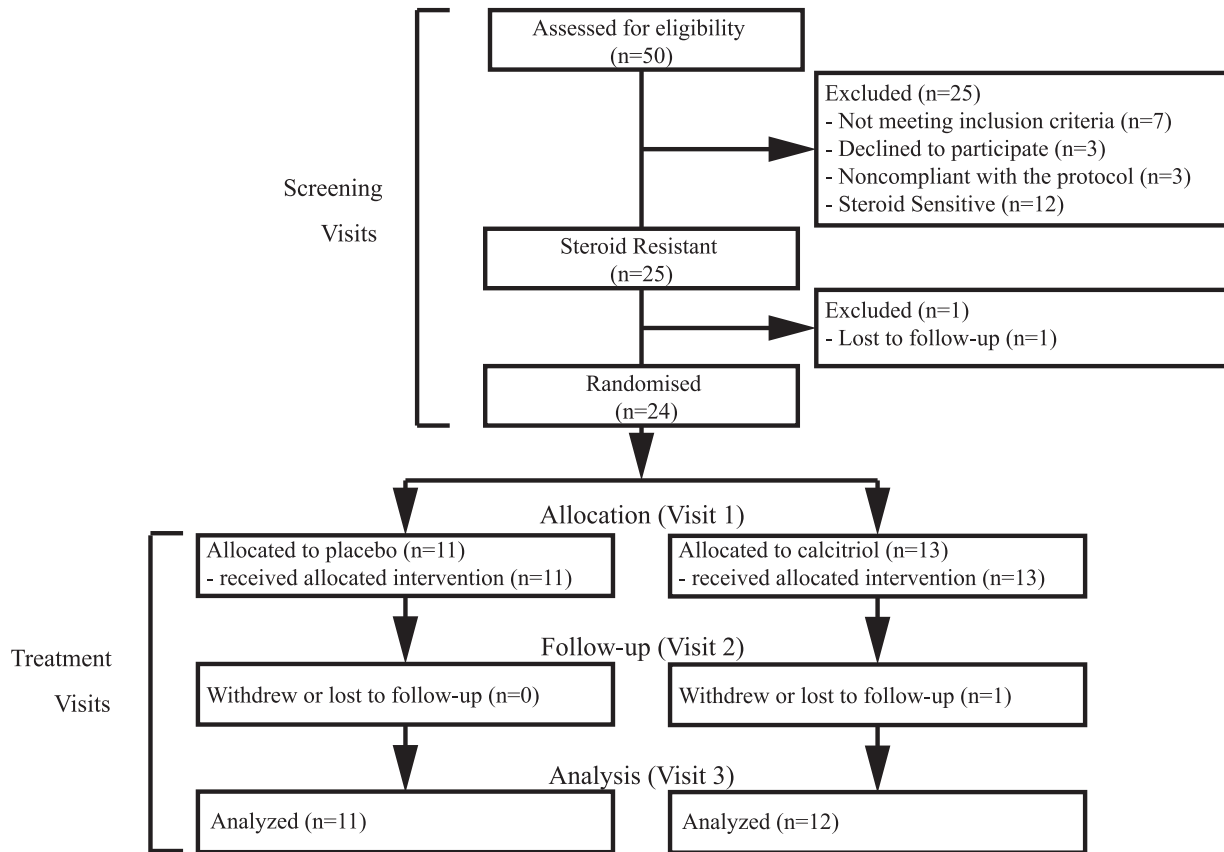 Assessed for eligibility
(n=50)
Excluded (n=25)
- Not meeting inclusion criteria (n=7)
- Declined to participate (n=3)
- Noncompliant with the protocol (n=3)
- Steroid Sensitive (n=12)
Screening
Visits
Steroid Resistant
(n=25)
Excluded (n=1)
- Lost to follow-up (n=1)
Randomised
(n=24)
Allocation (Visit 1)
Allocated to placebo (n=11)
- received allocated intervention (n=11)
Allocated to calcitriol (n=13)
- received allocated intervention (n=13)
Treatment
Visits
Follow-up (Visit 2)
Withdrew or lost to follow-up (n=0)
Withdrew or lost to follow-up (n=1)
Analysis (Visit 3)
Analyzed (n=11)
Analyzed (n=12)